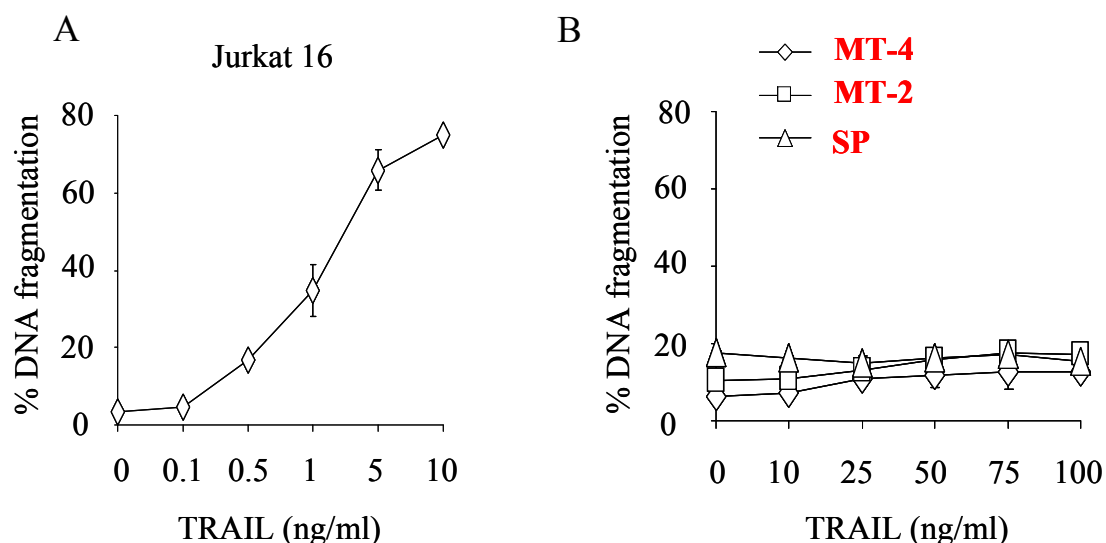 A
Jurkat 16
% DNA fragmentation
80
60
40
20
0
0 0.1 0.5 1 5 10
TRAIL (ng/ml)
B
MT-4
MT-2
SP
% DNA fragmentation
80
60
40
20
0
0 10 25 50 75 100
TRAIL (ng/ml)